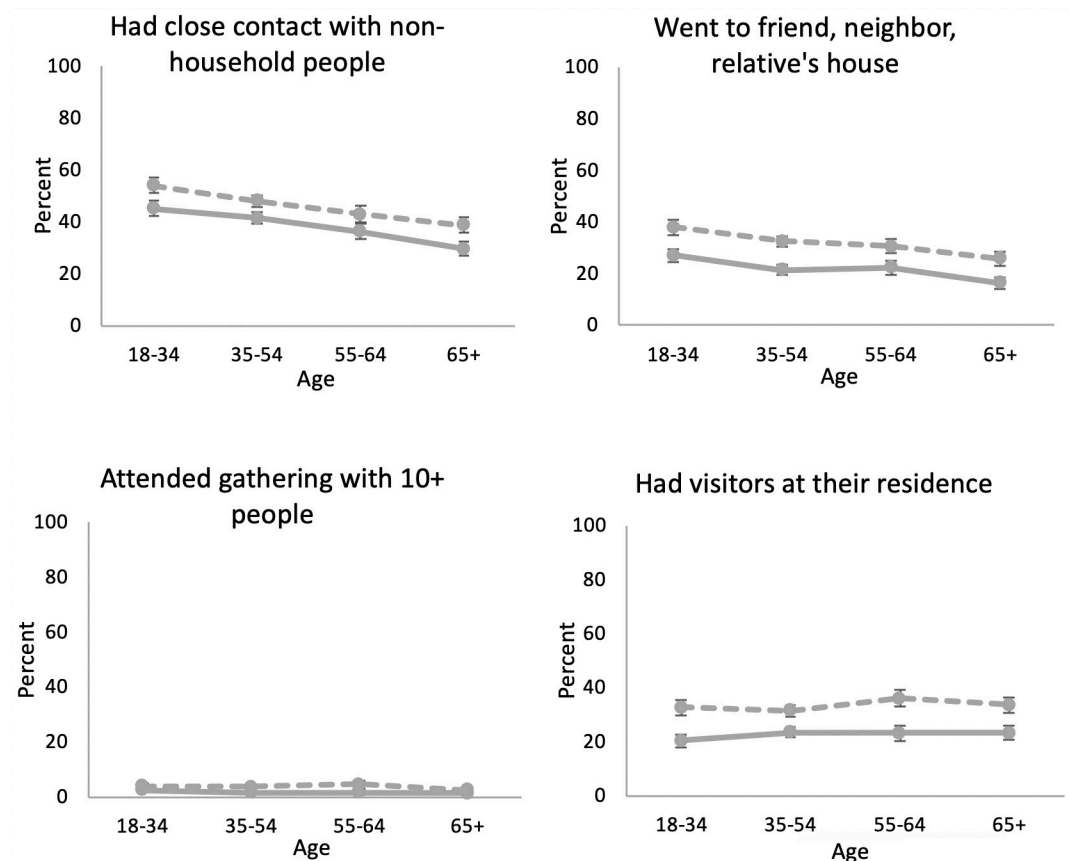 Had close contact with non-
household people
100
80
60
40
20
0
Percent
18-34 35-54 55-64 65+
Age
Went to friend, neighbor,
relative's house
100
80
60
40
20
0
Percent
18-34 35-54 55-64 65+
Age
Attended gathering with 10+
people
100
80
60
40
20
0
Percent
18-34 35-54 55-64 65+
Age
Had visitors at their residence
100
80
60
40
20
0
Percent
18-34 35-54 55-64 65+
Age